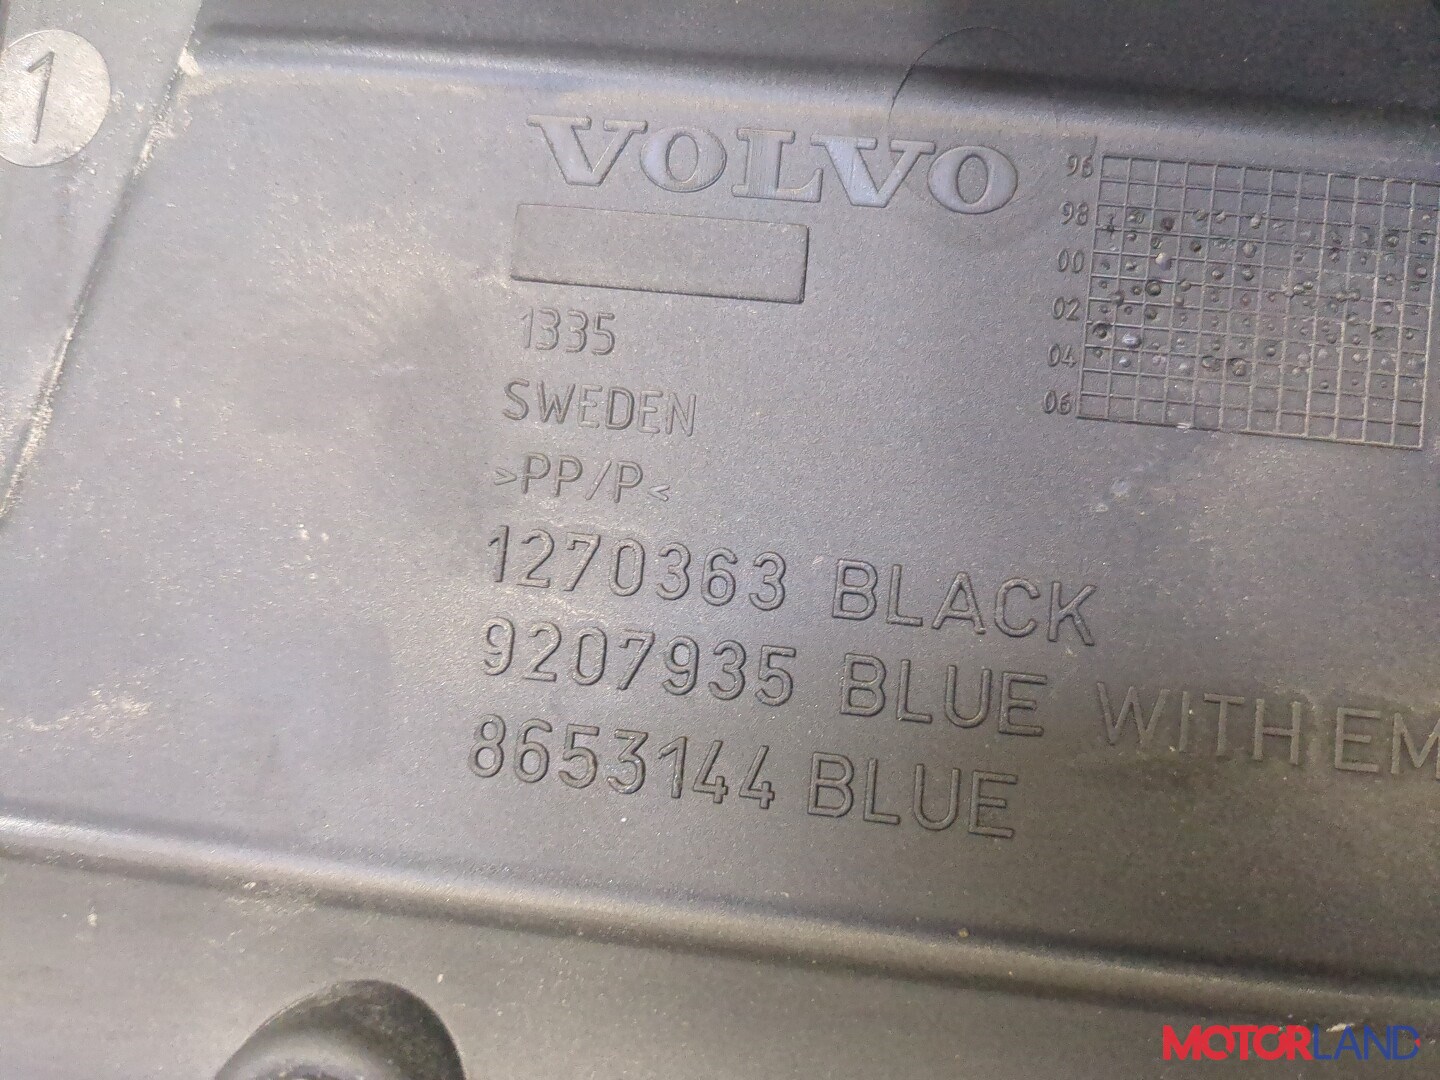 1
VOLVO
96
98
00
02
04
06
1335
SWEDEN
>PP/P<
1270363 BLACK
9207935 BLUE WITH EM
8653144 BLUE
MOTORLAND